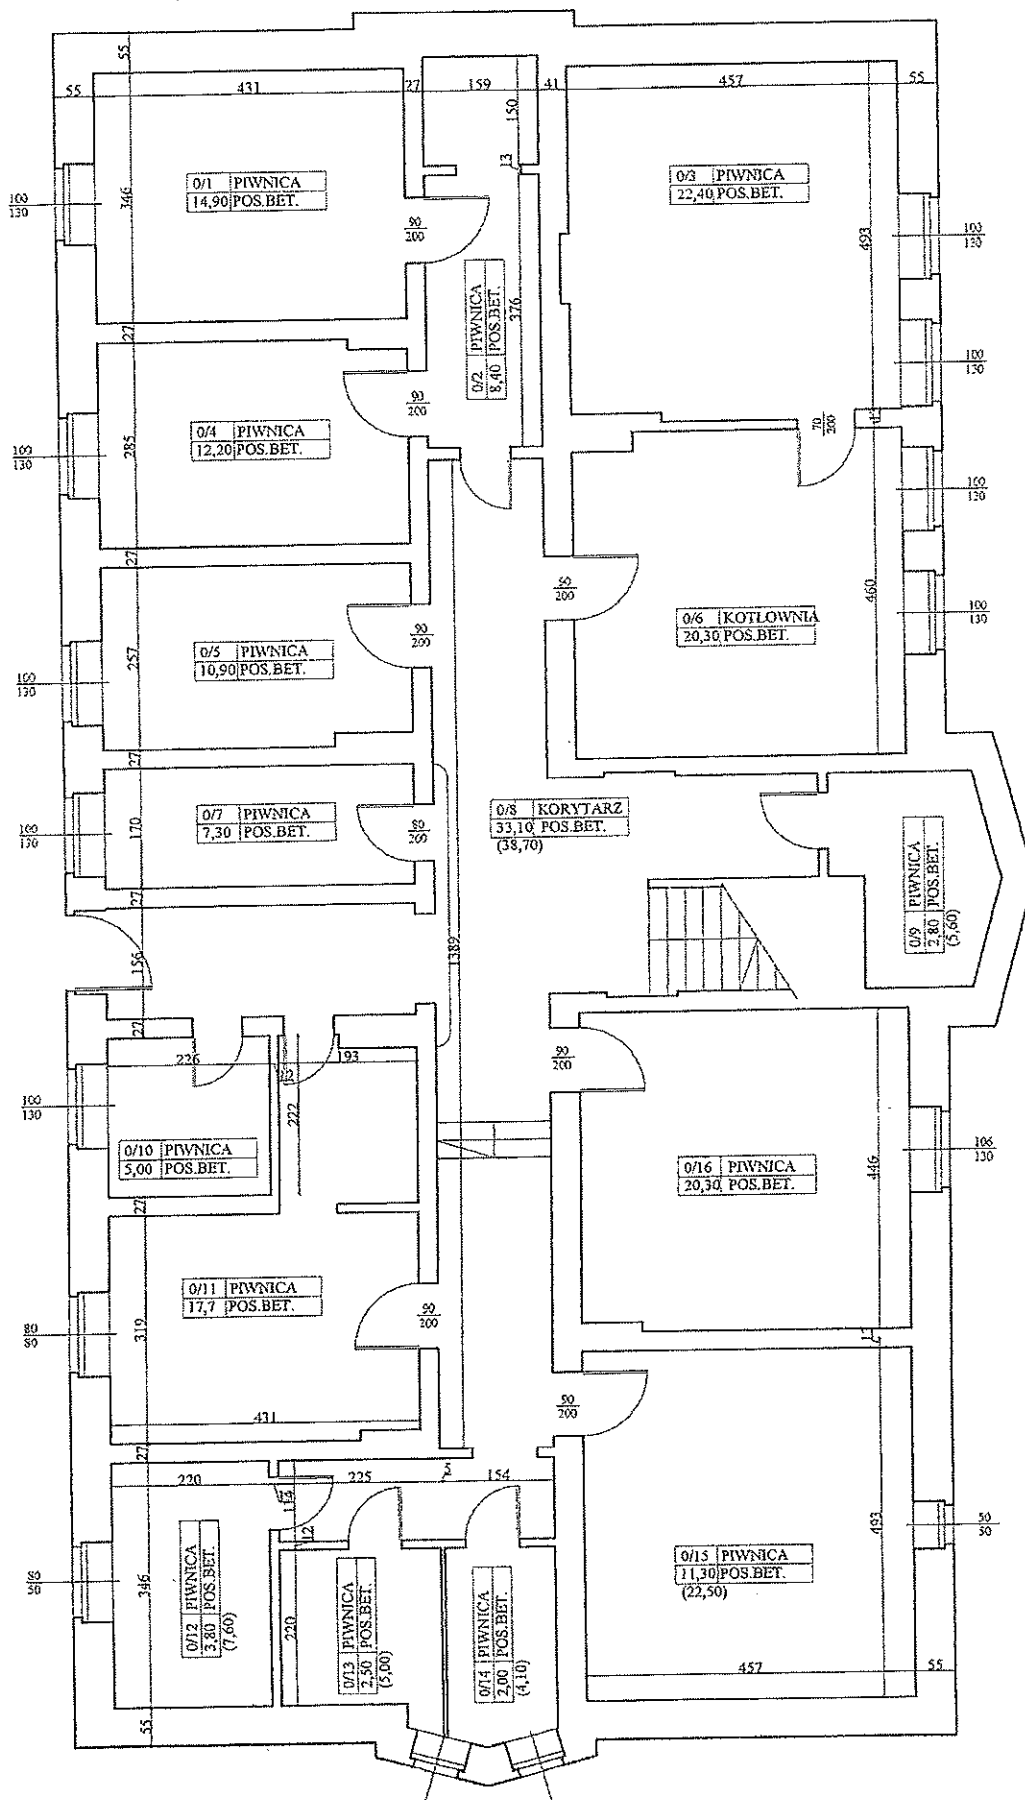 55
55
431
27
159
41
457
55
150
13
0/1 PIWNICA
14,90 POS.BET.
346
100
130
90
200
0/2 PIWNICA
8,40 POS.BET.
376
0/3 PIWNICA
22,40 POS.BET.
493
100
130
100
130
27
0/4 PIWNICA
12,20 POS.BET.
285
100
130
90
200
70
200
27
0/5 PIWNICA
10,90 POS.BET.
257
100
130
90
200
0/6 KOTŁOWNIA
20,30 POS.BET.
460
200
100
130
27
0/7 PIWNICA
7,30 POS.BET.
170
100
130
80
200
0/8 KORYTARZ
33,10 POS.BET.
(38,70)
0/9 PIWNICA
2,80 POS.BET.
(5,60)
27
156
1389
27
226
193
12
222
0/10 PIWNICA
5,00 POS.BET.
100
130
27
90
200
0/16 PIWNICA
20,30 POS.BET.
446
130
0/11 PIWNICA
17,7 POS.BET.
319
90
200
431
27
13
90
200
220
225
5
154
114
12
0/12 PIWNICA
3,80 POS.BET.
(7,60)
346
220
0/13 PIWNICA
2,50 POS.BET.
(5,00)
0/14 PIWNICA
2,00 POS.BET.
(4,10)
0/15 PIWNICA
11,30 POS.BET.
(22,50)
493
50
50
457
55
55